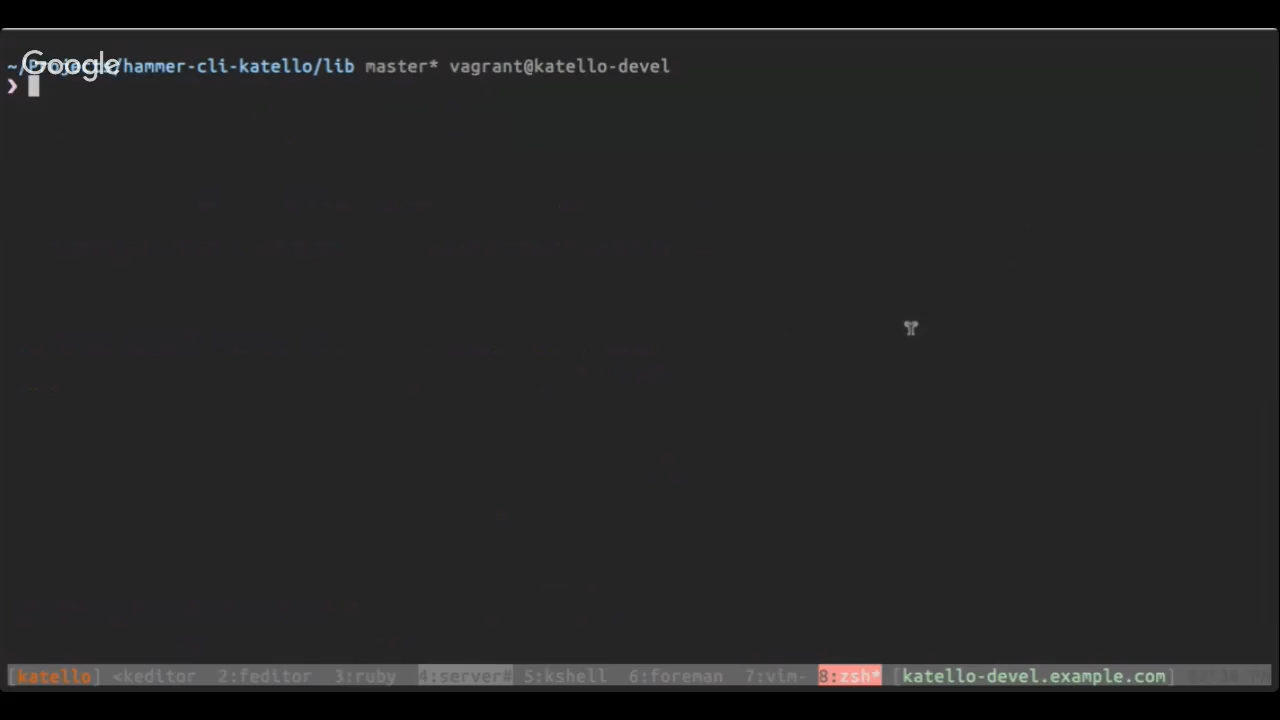 Google
~/Projects/hammer-cli-katello/lib master* vagrant@katello-devel
❯
[katello] <keditor 2:feditor 3:ruby 4:server# 5:kshell 6:foreman 7:vim- 8:zsh* [katello-devel.example.com]